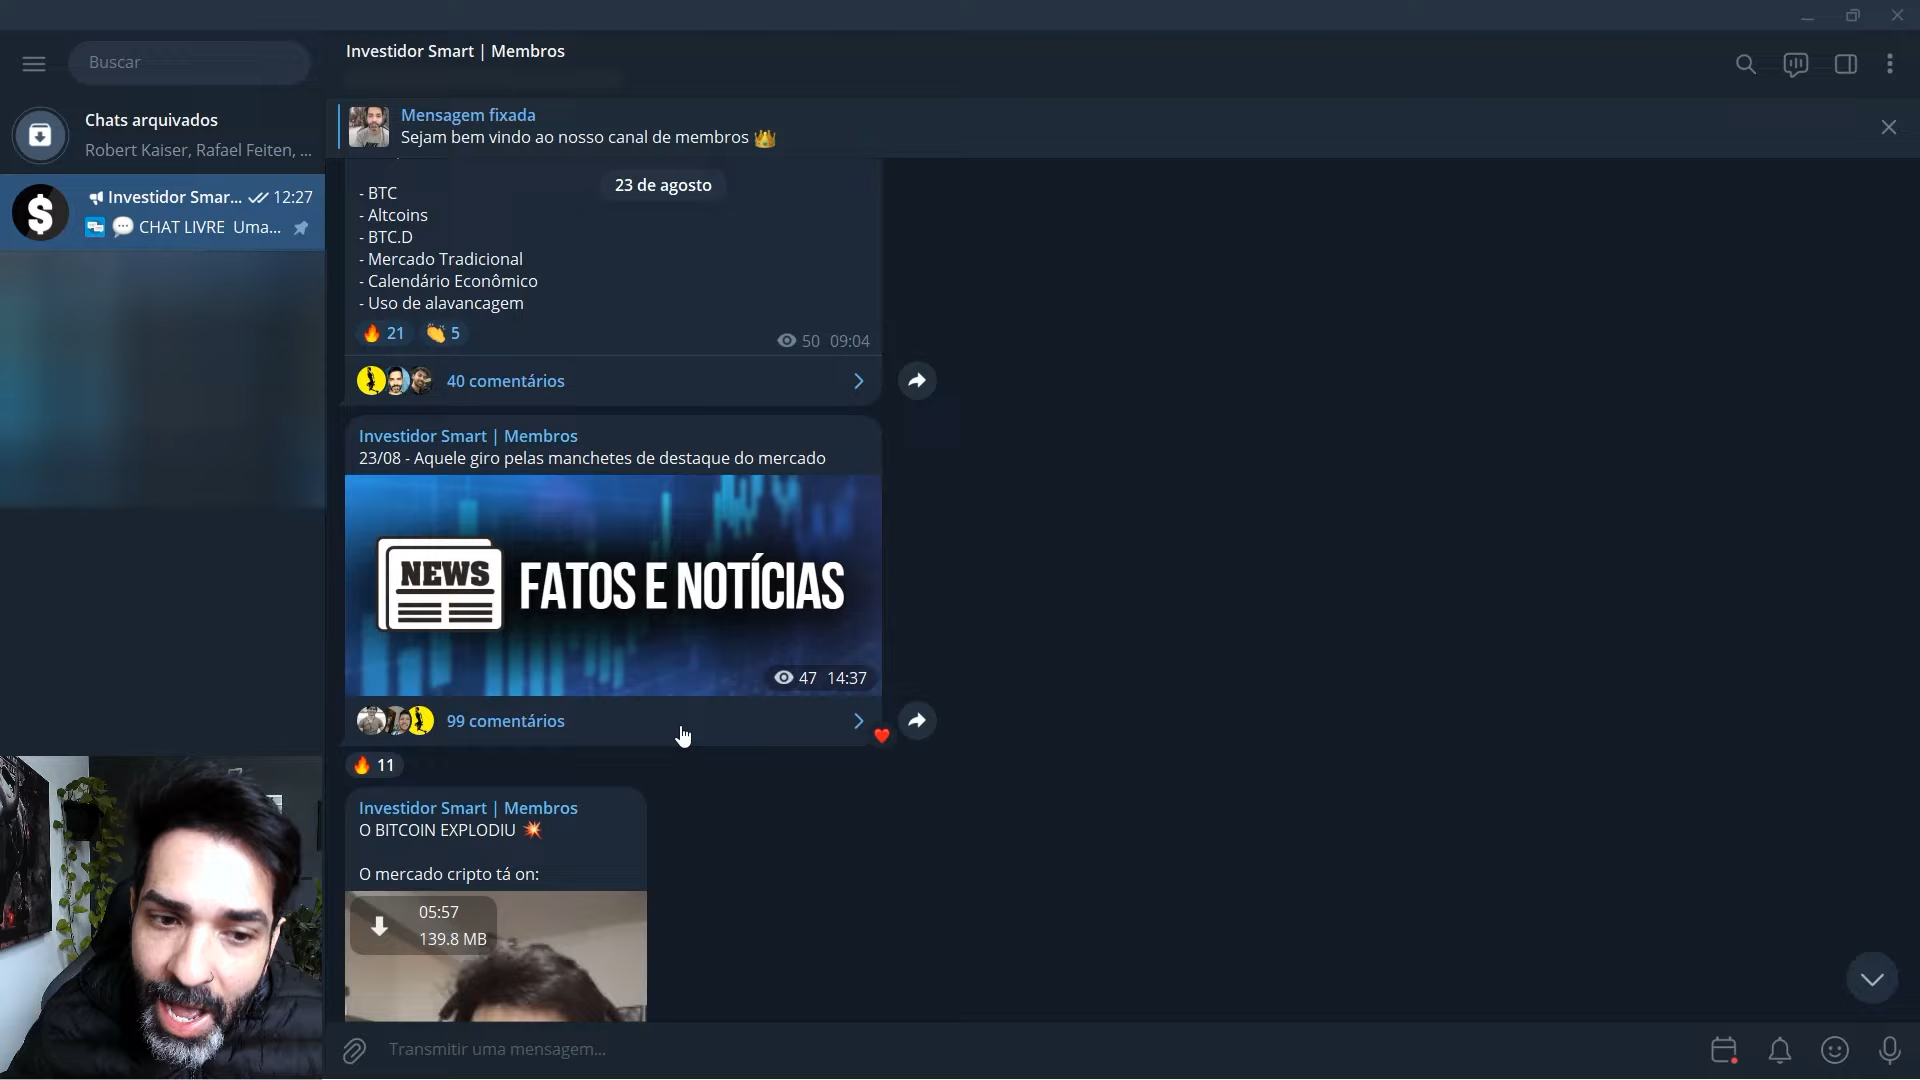 Buscar
Investidor Smart | Membros
Mensagem fixada
Sejam bem vindo ao nosso canal de membros 👑
Chats arquivados
Robert Kaiser, Rafael Feiten, ...
Investidor Smar... 12:27
💬 CHAT LIVRE Uma...
23 de agosto
- BTC
- Altcoins
- BTC.D
- Mercado Tradicional
- Calendário Econômico
- Uso de alavancagem
🔥 21 👏 5
50 09:04
40 comentários
Investidor Smart | Membros
23/08 - Aquele giro pelas manchetes de destaque do mercado
NEWS
FATOS E NOTÍCIAS
47 14:37
99 comentários
🔥 11
Investidor Smart | Membros
O BITCOIN EXPLODIU 💥
O mercado cripto tá on:
05:57
139.8 MB
Transmitir uma mensagem...